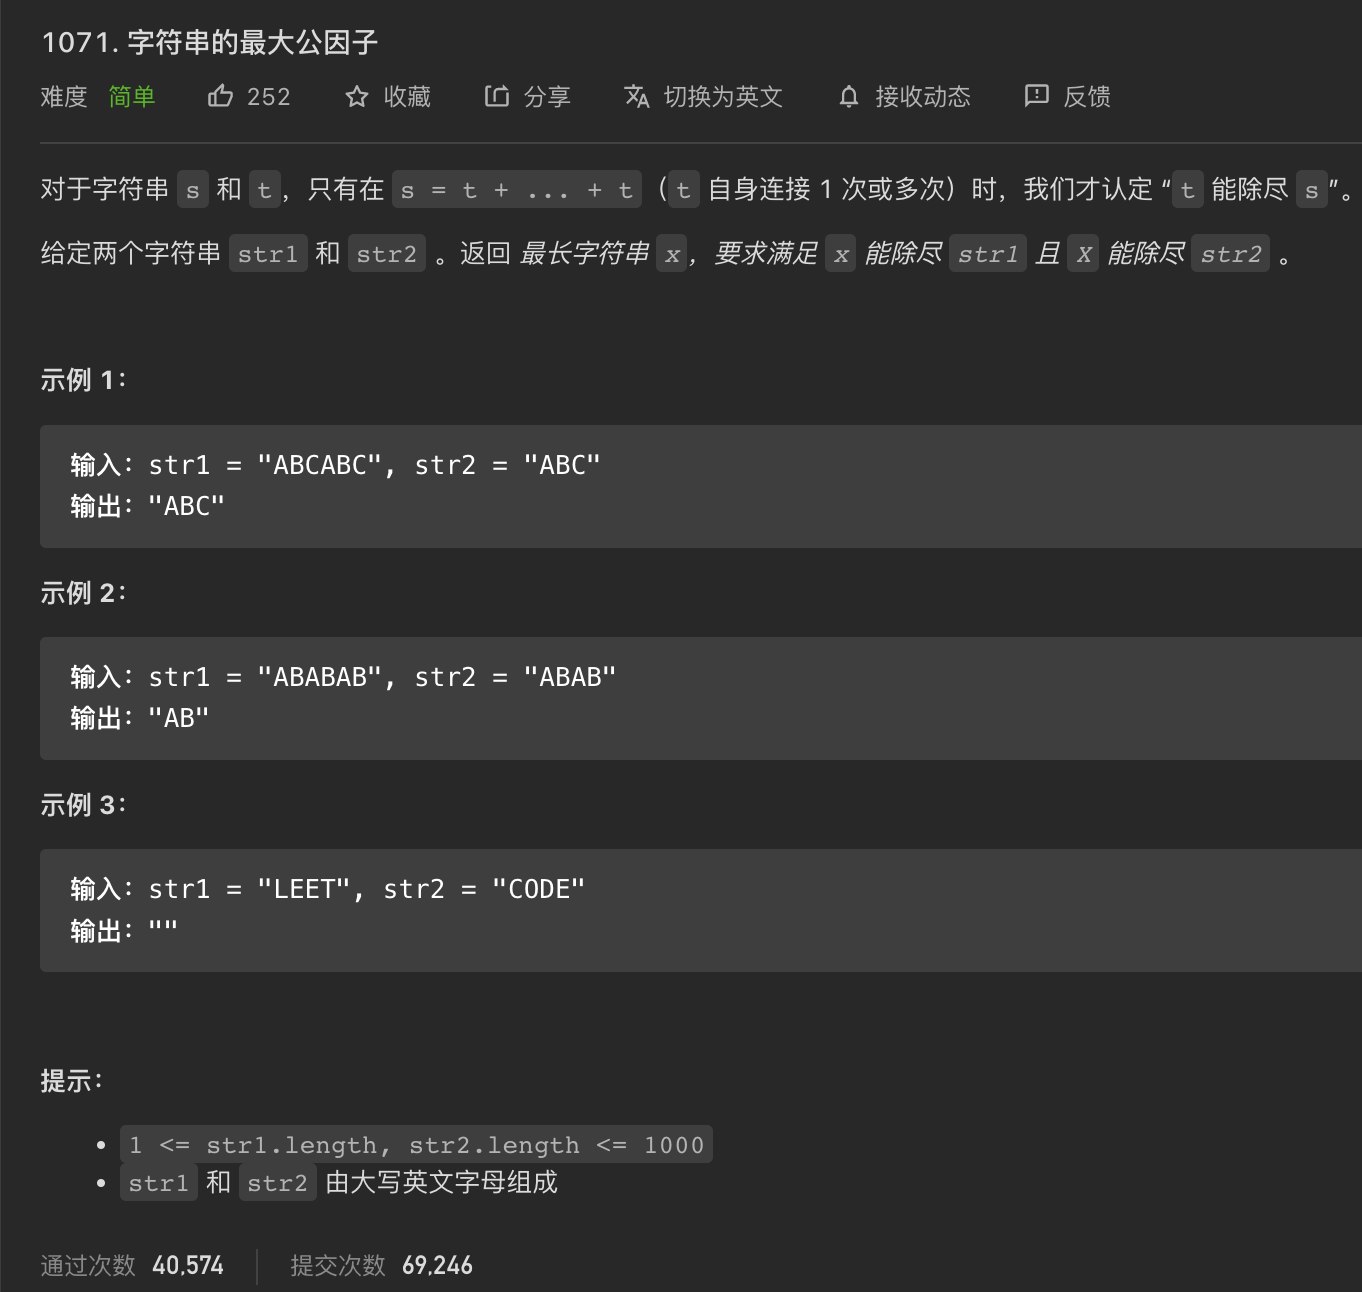 1071. 字符串的最大公因子
难度 简单 252 收藏 分享 切换为英文 接收动态 反馈
对于字符串 s 和 t，只有在 s = t + ... + t（t 自身连接 1 次或多次）时，我们才认定 “t 能除尽 s”。
给定两个字符串 str1 和 str2 。返回 最长字符串 x，要求满足 x 能除尽 str1 且 X 能除尽 str2 。
示例 1：
输入：str1 = "ABCABC", str2 = "ABC"
输出："ABC"
示例 2：
输入：str1 = "ABABAB", str2 = "ABAB"
输出："AB"
示例 3：
输入：str1 = "LEET", str2 = "CODE"
输出：""
提示：
• 1 <= str1.length, str2.length <= 1000
• str1 和 str2 由大写英文字母组成
通过次数 40,574 提交次数 69,246